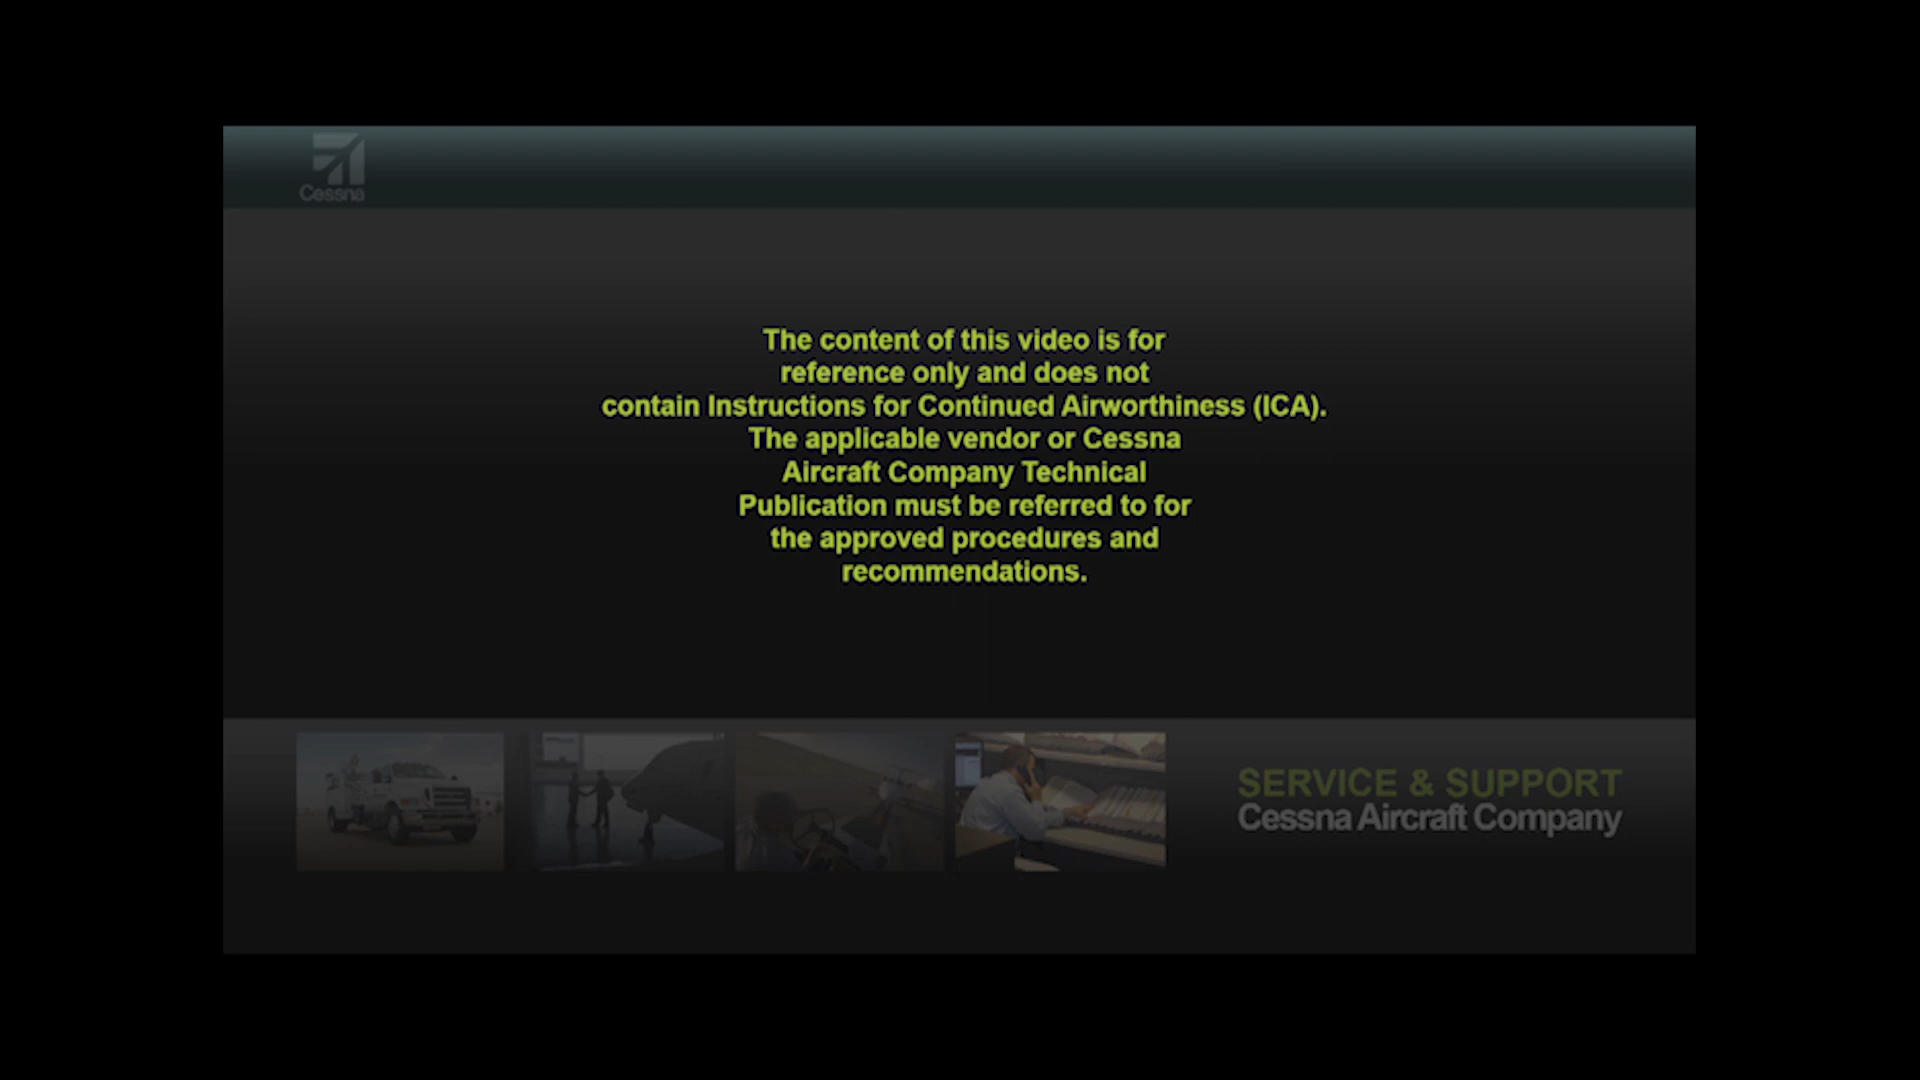 Cessna
The content of this video is for
reference only and does not
contain Instructions for Continued Airworthiness (ICA).
The applicable vendor or Cessna
Aircraft Company Technical
Publication must be referred to for
the approved procedures and
recommendations.
SERVICE & SUPPORT
Cessna Aircraft Company